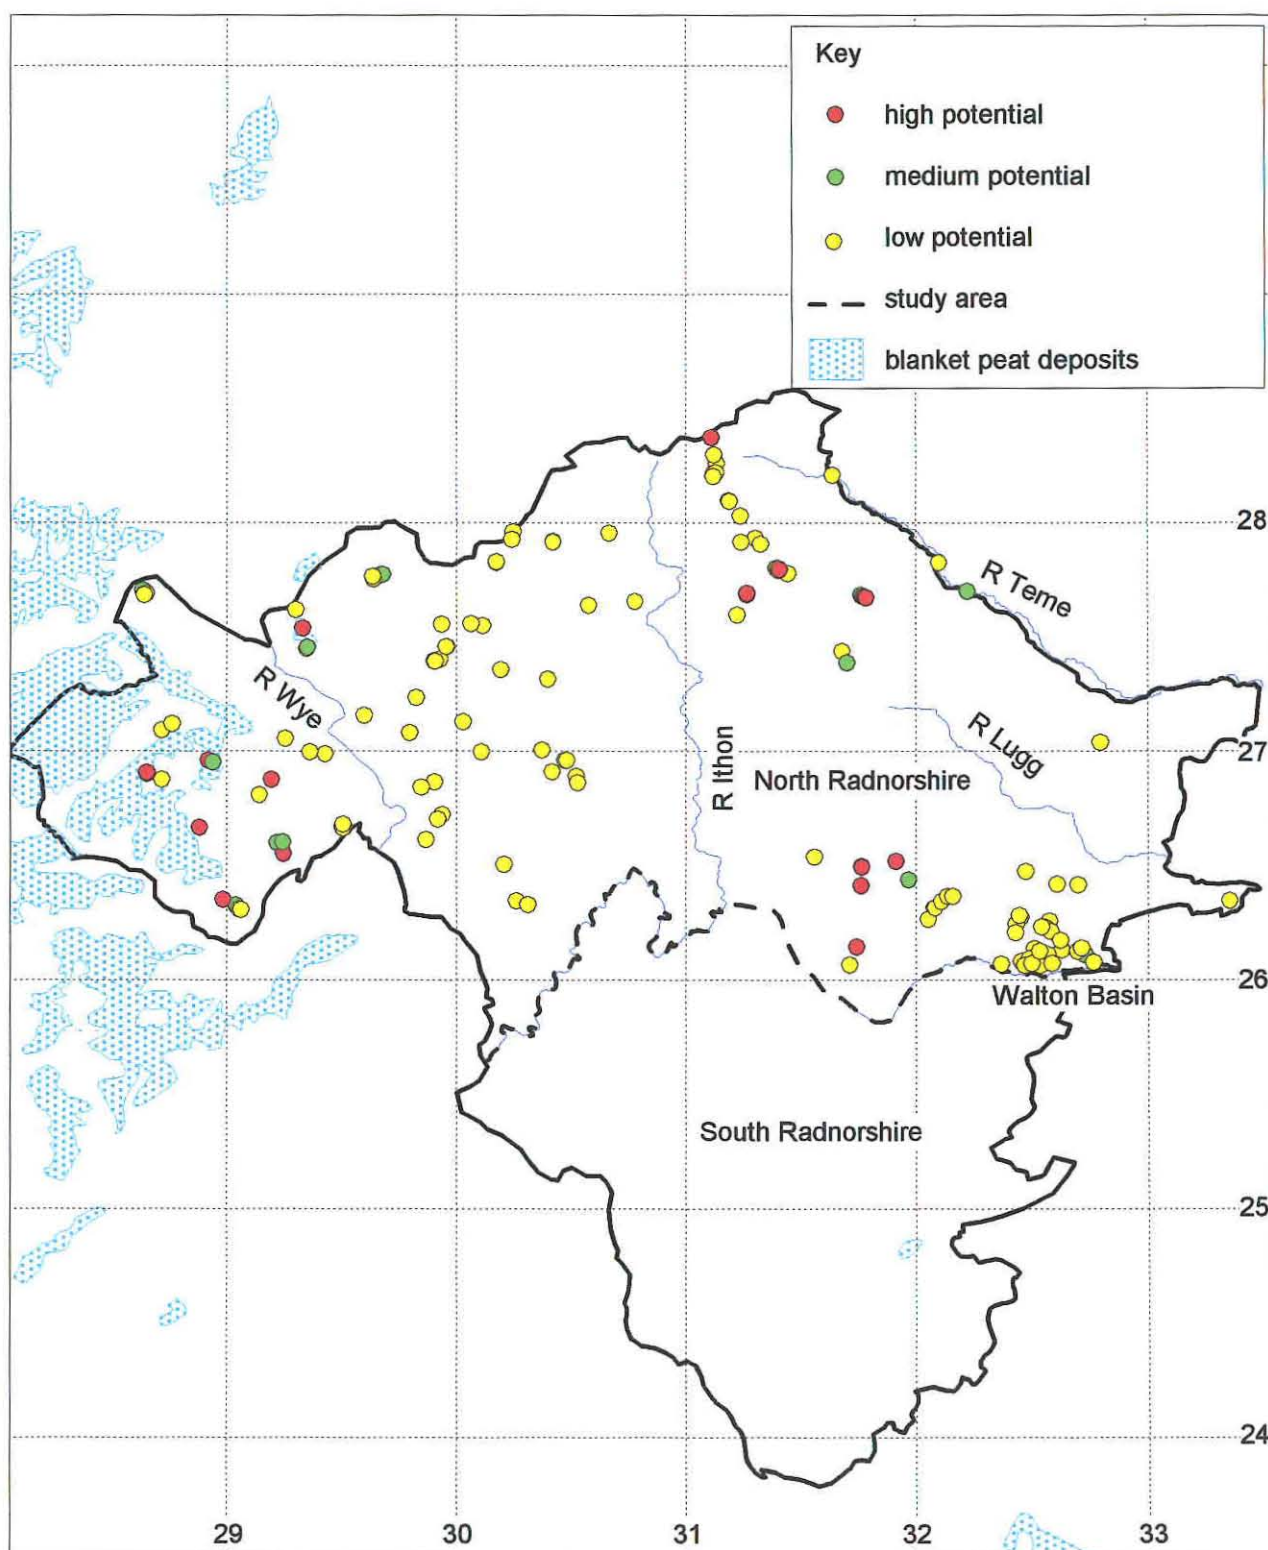 Key
high potential
medium potential
low potential
study area
blanket peat deposits
28
R Teme
R Wye
27
R Ithon
R Lugg
North Radnorshire
26
Walton Basin
South Radnorshire
25
24
29
30
31
32
33